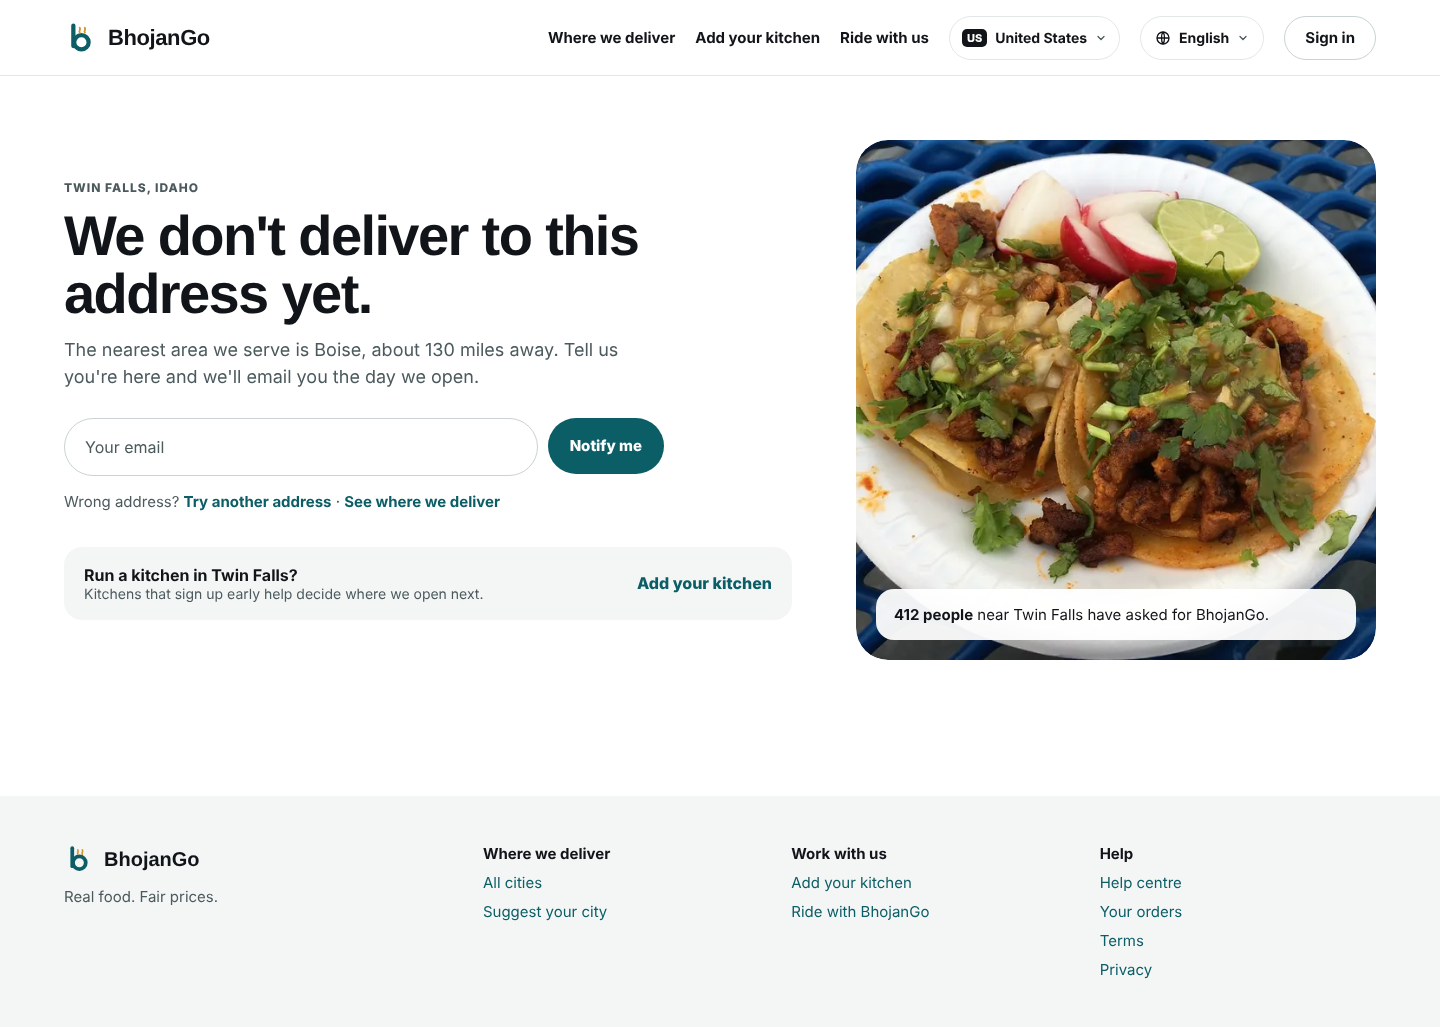 BhojanGo
Where we deliver
Add your kitchen
Ride with us
US United States
English
Sign in
TWIN FALLS, IDAHO
We don't deliver to this
address yet.
The nearest area we serve is Boise, about 130 miles away. Tell us
you're here and we'll email you the day we open.
Your email
Notify me
Wrong address? Try another address · See where we deliver
Run a kitchen in Twin Falls?
Kitchens that sign up early help decide where we open next.
Add your kitchen
412 people near Twin Falls have asked for BhojanGo.
BhojanGo
Real food. Fair prices.
Where we deliver
All cities
Suggest your city
Work with us
Add your kitchen
Ride with BhojanGo
Help
Help centre
Your orders
Terms
Privacy